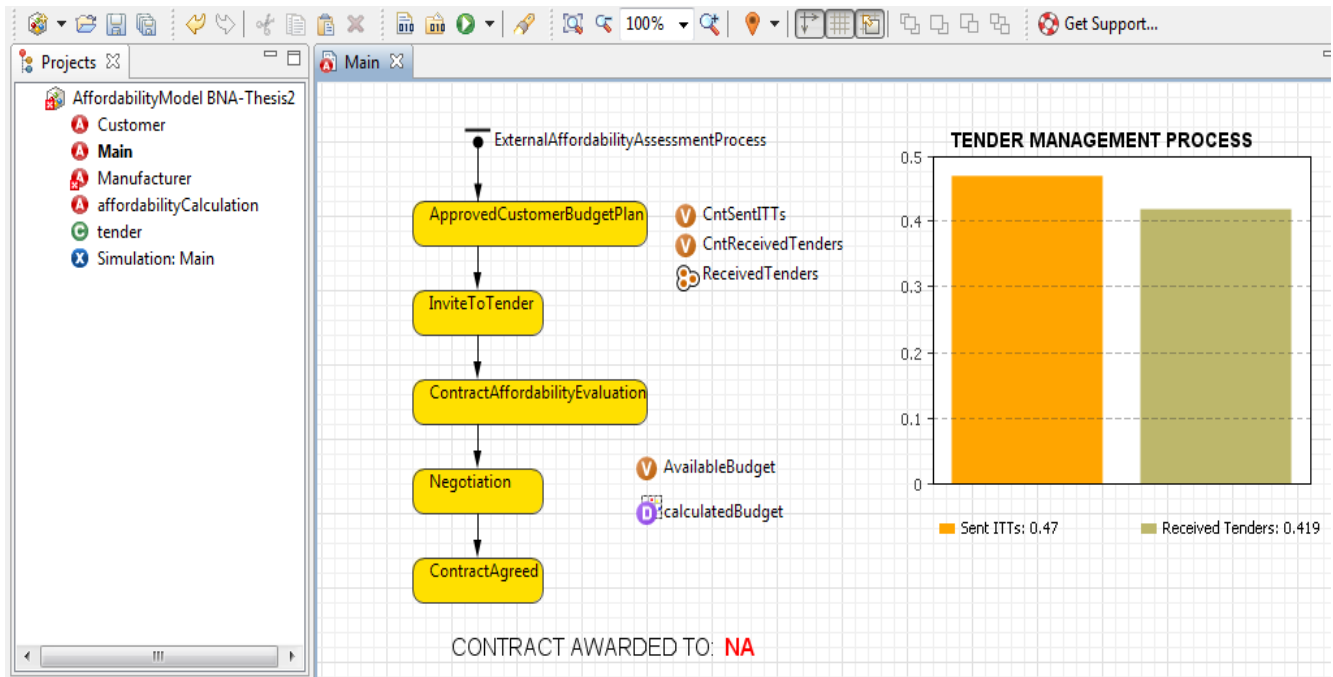 100%
Get Support...
Projects
Main
AffordabilityModel BNA-Thesis2
Customer
Main
Manufacturer
affordabilityCalculation
tender
Simulation: Main
ExternalAffordabilityAssessmentProcess
ApprovedCustomerBudgetPlan
CntSentITTs
CntReceivedTenders
ReceivedTenders
InviteToTender
ContractAffordabilityEvaluation
Negotiation
AvailableBudget
calculatedBudget
ContractAgreed
CONTRACT AWARDED TO: NA
TENDER MANAGEMENT PROCESS
0.5
0.4
0.3
0.2
0.1
0
Sent ITTs: 0.47
Received Tenders: 0.419